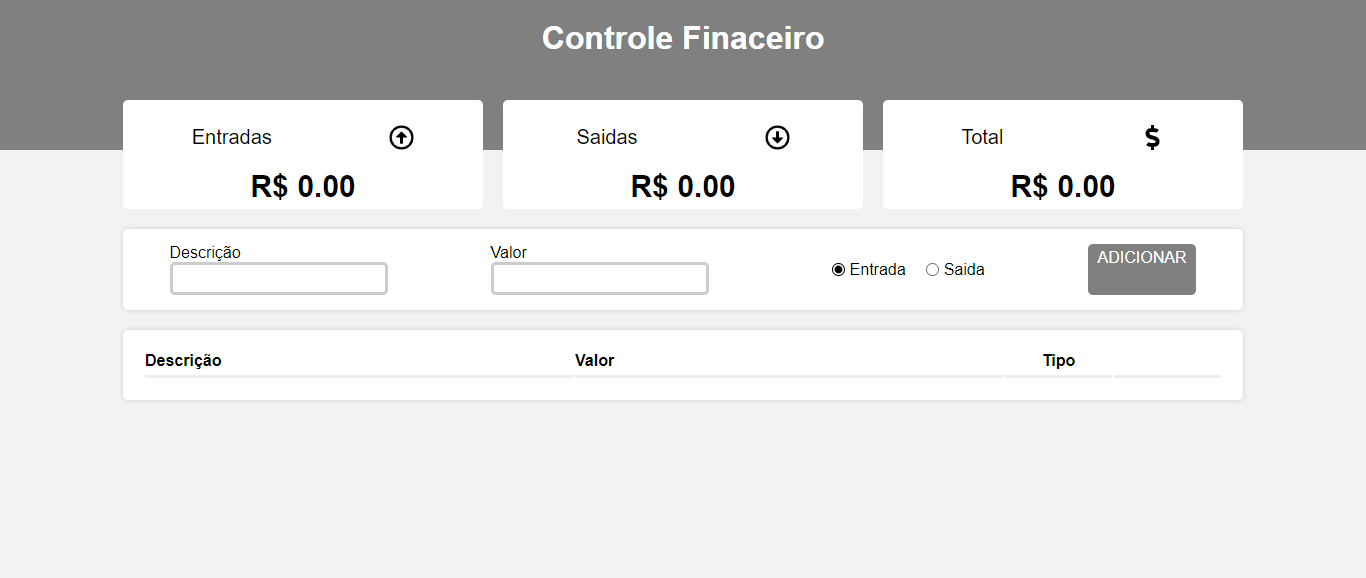 Controle Finaceiro
Entradas
R$ 0.00
Saidas
R$ 0.00
Total
$
R$ 0.00
Descrição
Valor
Entrada Saida
ADICIONAR
Descrição Valor Tipo